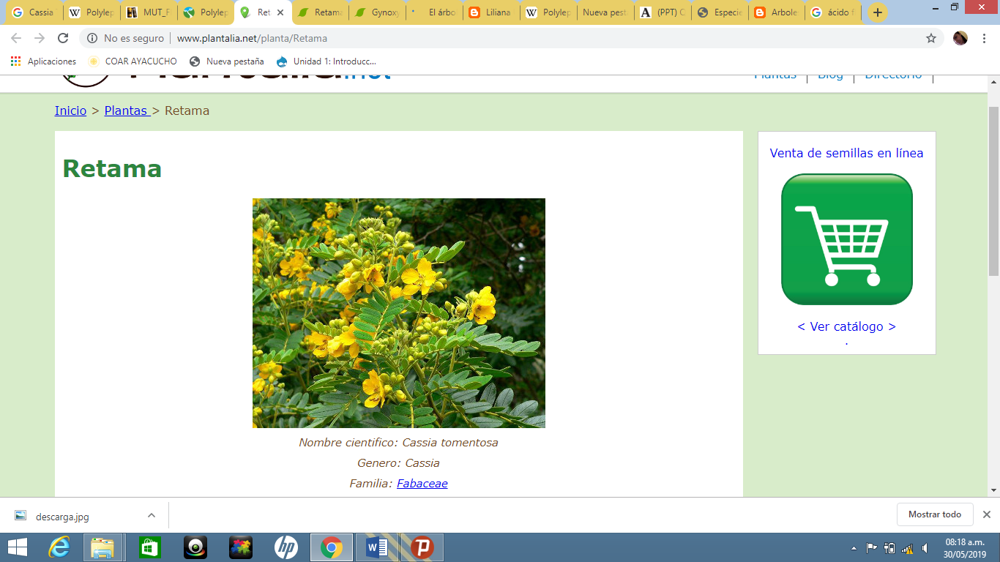 Cassia
Polylep
MUT_F
Polylep
Ret
Retama
Gynoxy
El árbo
Liliana
Polylep
Nueva pest
(PPT) C
Especie
Arbole
ácido f
No es seguro
www.plantalia.net/planta/Retama
Aplicaciones
COAR AYACUCHO
Nueva pestaña
Unidad 1: Introducc...
Plantas
Blog
Directorio
Inicio > Plantas > Retama
Retama
Nombre cientifico: Cassia tomentosa
Genero: Cassia
Familia: Fabaceae
Venta de semillas en línea
< Ver catálogo >
.
descarga.jpg
Mostrar todo
08:18 a.m.
30/05/2019